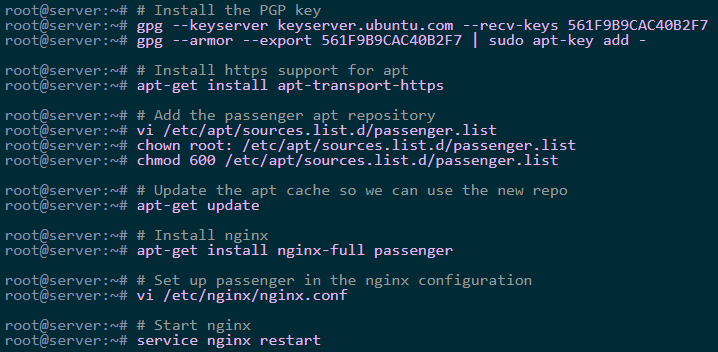 root@server:~# # Install the PGP key
root@server:~# gpg --keyserver keyserver.ubuntu.com --recv-keys 561F9B9CAC40B2F7
root@server:~# gpg --armor --export 561F9B9CAC40B2F7 | sudo apt-key add -
root@server:~# # Install https support for apt
root@server:~# apt-get install apt-transport-https
root@server:~# # Add the passenger apt repository
root@server:~# vi /etc/apt/sources.list.d/passenger.list
root@server:~# chown root: /etc/apt/sources.list.d/passenger.list
root@server:~# chmod 600 /etc/apt/sources.list.d/passenger.list
root@server:~# # Update the apt cache so we can use the new repo
root@server:~# apt-get update
root@server:~# # Install nginx
root@server:~# apt-get install nginx-full passenger
root@server:~# # Set up passenger in the nginx configuration
root@server:~# vi /etc/nginx/nginx.conf
root@server:~# # Start nginx
root@server:~# service nginx restart